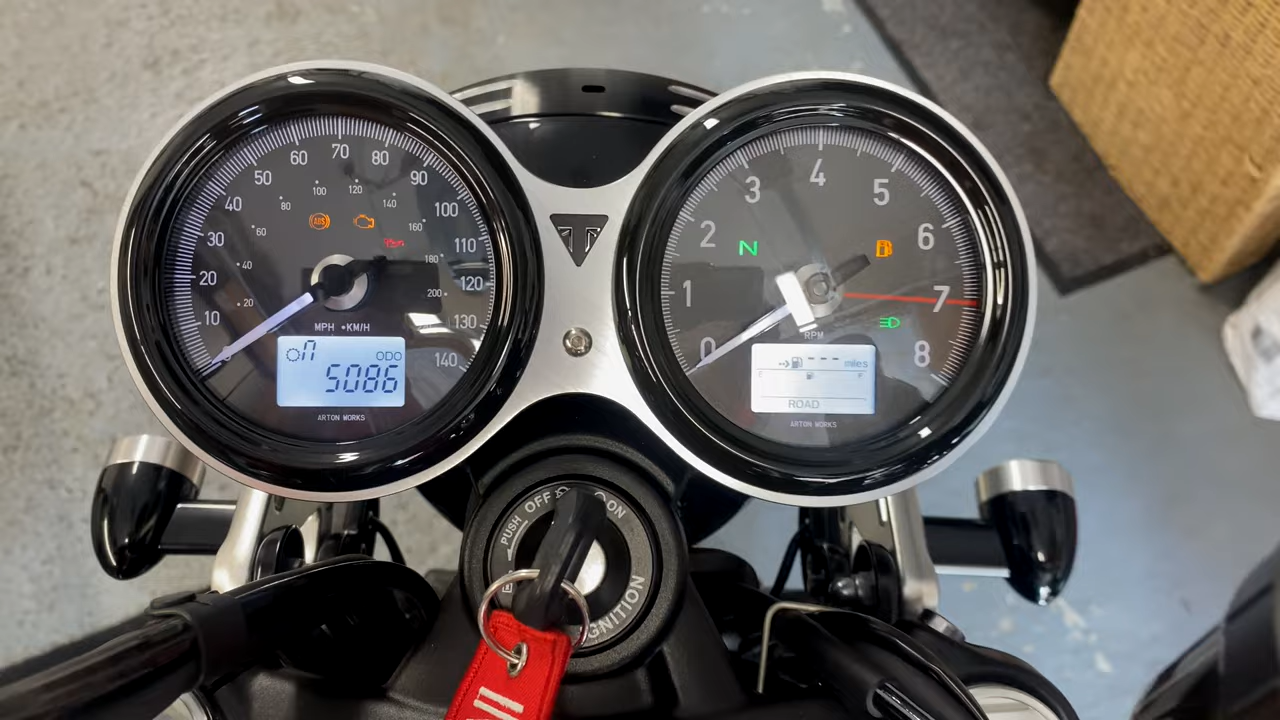 10
20
30
40
50
60
70
80
90
100
110
120
130
140
20
40
60
80
100
120
140
160
180
200
ABS
MPH •KM/H
ODO
5086
ARTON WORKS
0
1
2
3
4
5
6
7
8
N
RPM
--- miles
E F
ROAD
ARTON WORKS
PUSH OFF ON
IGNITION